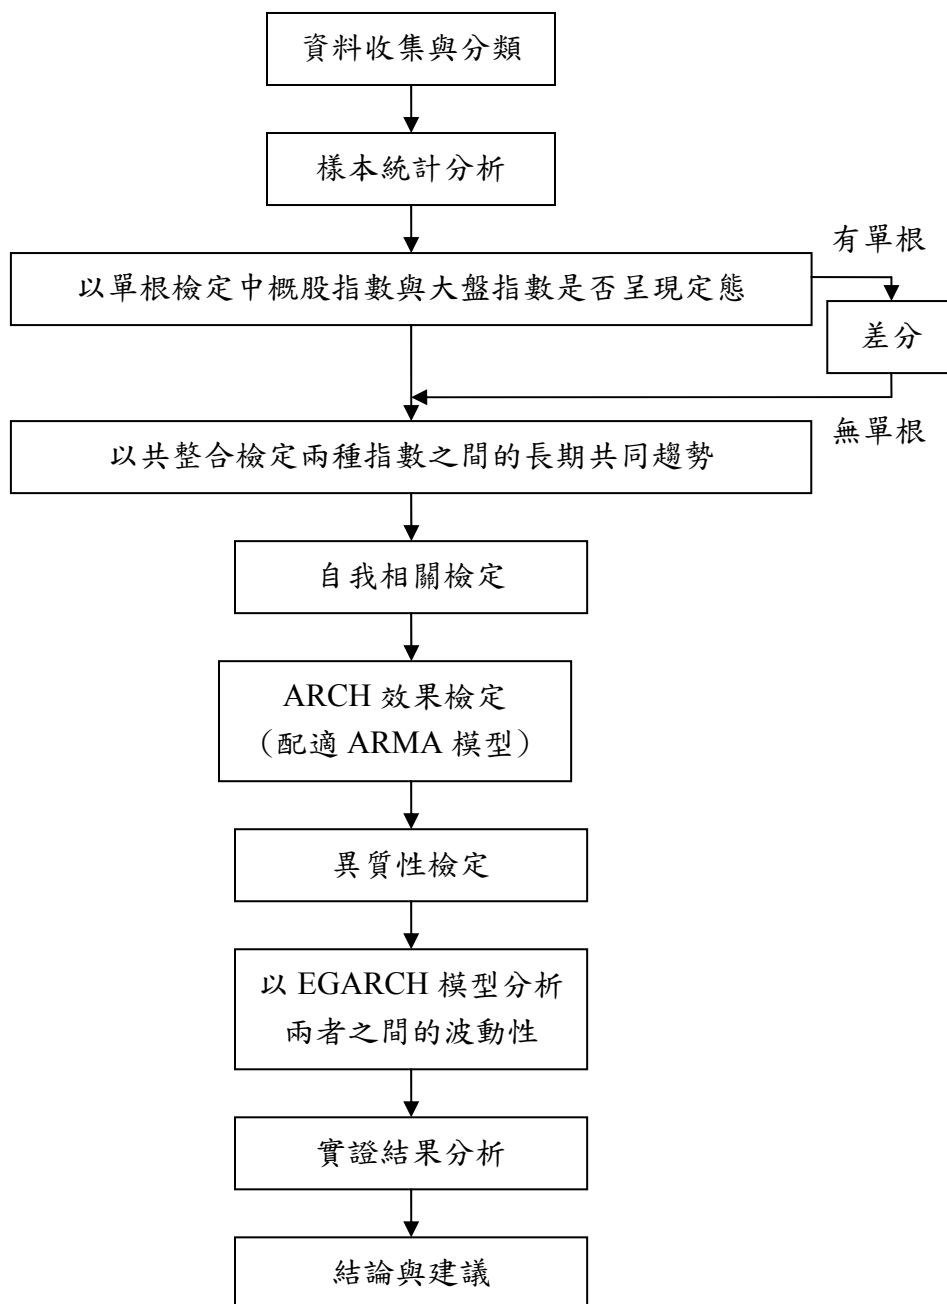 資料收集與分類
樣本統計分析
有單根
以單根檢定中概股指數與大盤指數是否呈現定態
差分
無單根
以共整合檢定兩種指數之間的長期共同趨勢
自我相關檢定
ARCH 效果檢定
（配適 ARMA 模型）
異質性檢定
以 EGARCH 模型分析
兩者之間的波動性
實證結果分析
結論與建議